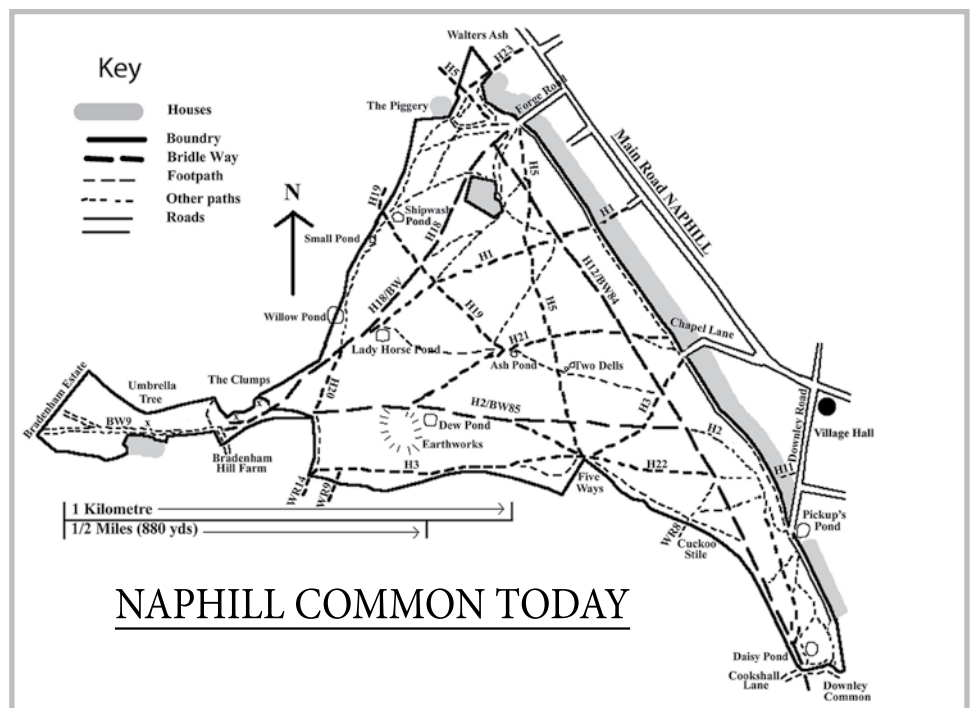 Walters Ash
H5
H23
Key
Houses
Boundry
Bridle Way
Footpath
Other paths
Roads
The Piggery
Forge Road
Main Road NAPHILL
N
H5
H19
Shipwash
Pond
H18
H1
Small Pond
H1
H12/BW84
H18/BW
H19
H5
Willow Pond
Chapel Lane
Lady Horse Pond
H21
Ash Pond
Two Dells
Bradenham Estate
Umbrella
Tree
The Clumps
H20
H2/BW85
H3
Downley Road
BW9
x
x
x
Dew Pond
Earthworks
H2
Village Hall
Bradenham
Hill Farm
H3
H22
H11
WR14
WR9
Five
Ways
1 Kilometre
1/2 Miles (880 yds)
Pickup's
Pond
WR8
Cuckoo
Stile
NAPHILL COMMON TODAY
Daisy Pond
Cookshall
Lane
Downley
Common